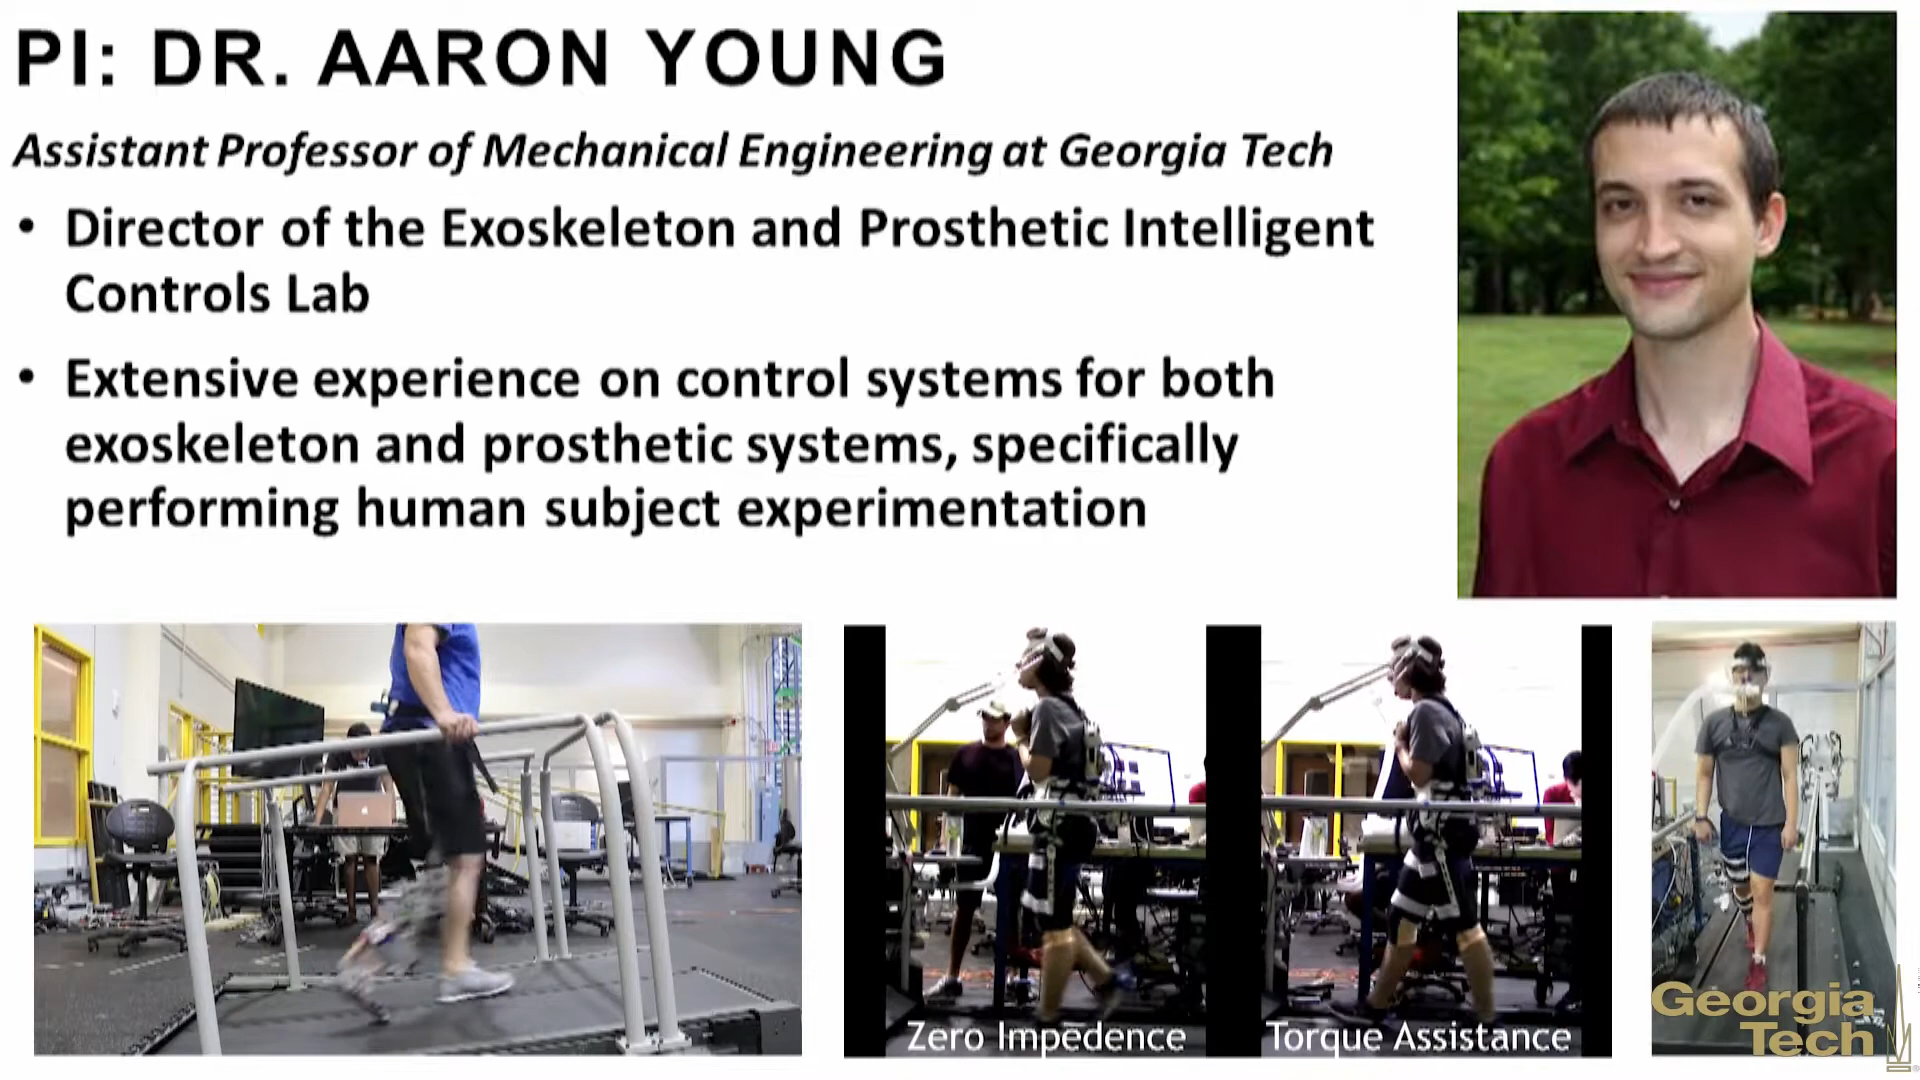 PI: DR. AARON YOUNG
Assistant Professor of Mechanical Engineering at Georgia Tech
• Director of the Exoskeleton and Prosthetic Intelligent
Controls Lab
• Extensive experience on control systems for both
exoskeleton and prosthetic systems, specifically
performing human subject experimentation
Zero Impedence
Torque Assistance
Georgia
Tech